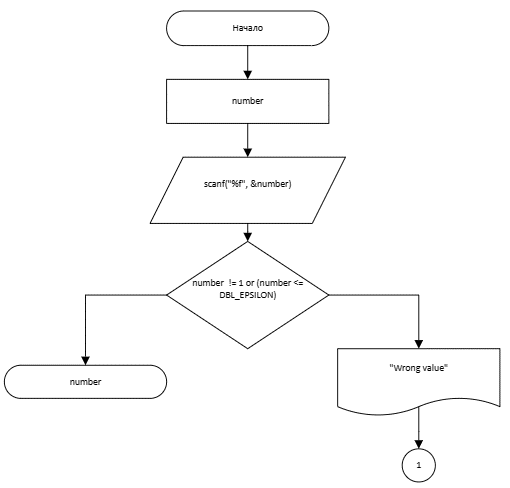 Начало
number
scanf("%f", &number)
number != 1 or (number <=
DBL_EPSILON)
number
"Wrong value"
1